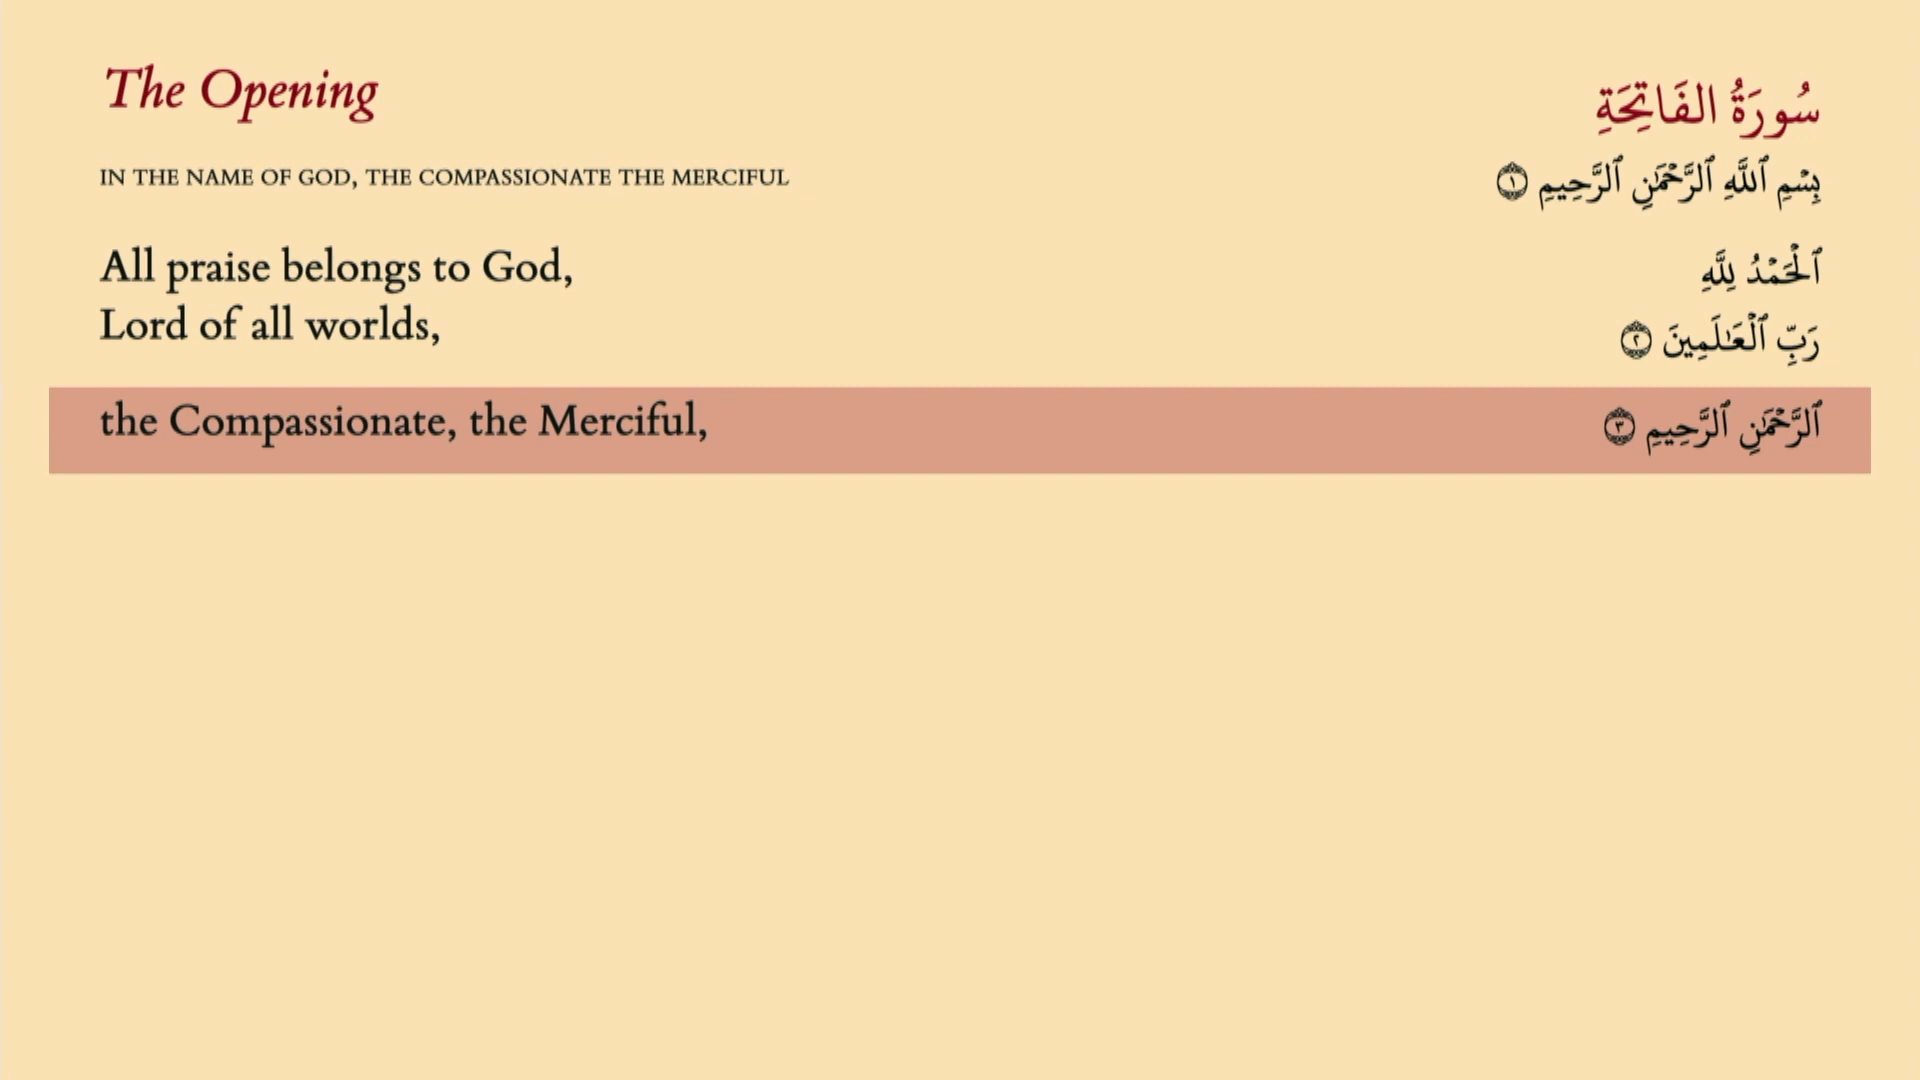 The Opening
سُورَةُ الفَاتِحَةِ
IN THE NAME OF GOD, THE COMPASSIONATE THE MERCIFUL
بِسْمِ ٱللَّهِ ٱلرَّحْمَٰنِ ٱلرَّحِيمِ ١
All praise belongs to God,
ٱلْحَمْدُ لِلَّهِ
Lord of all worlds,
رَبِّ ٱلْعَٰلَمِينَ ٢
the Compassionate, the Merciful,
ٱلرَّحْمَٰنِ ٱلرَّحِيمِ ٣